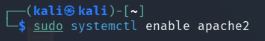 ┌──(kali㉿kali)-[~]
└─$ sudo systemctl enable apache2